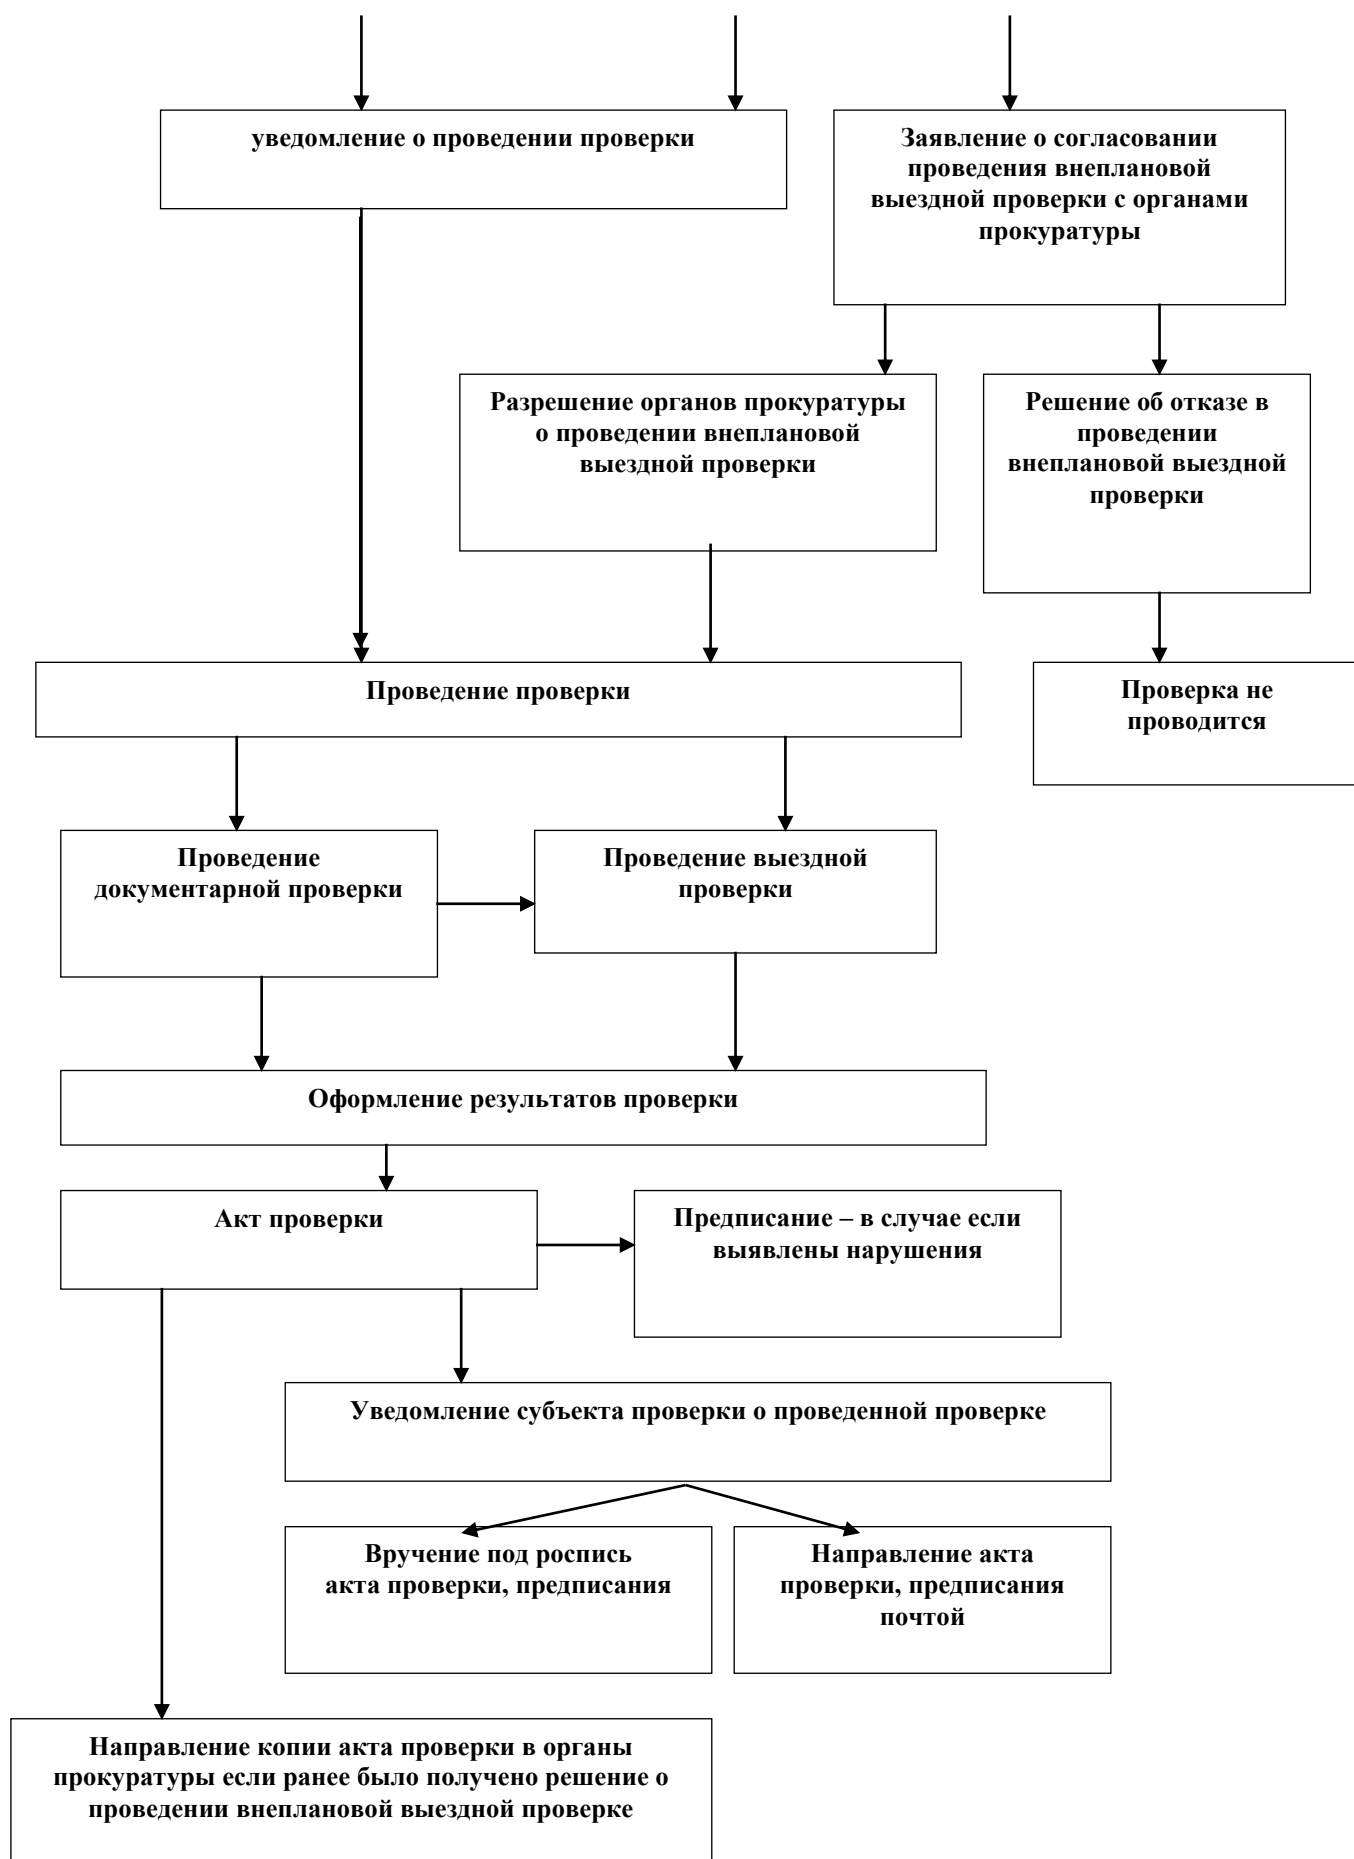 уведомление о проведении проверки
Заявление о согласовании
проведения внеплановой
выездной проверки с органами
прокуратуры
Разрешение органов прокуратуры
о проведении внеплановой
выездной проверки
Решение об отказе в
проведении
внеплановой выездной
проверки
Проведение проверки
Проверка не
проводится
Проведение
документарной проверки
Проведение выездной
проверки
Оформление результатов проверки
Акт проверки
Предписание – в случае если
выявлены нарушения
Уведомление субъекта проверки о проведенной проверке
Вручение под роспись
акта проверки, предписания
Направление акта
проверки, предписания
почтой
Направление копии акта проверки в органы
прокуратуры если ранее было получено решение о
проведении внеплановой выездной проверке